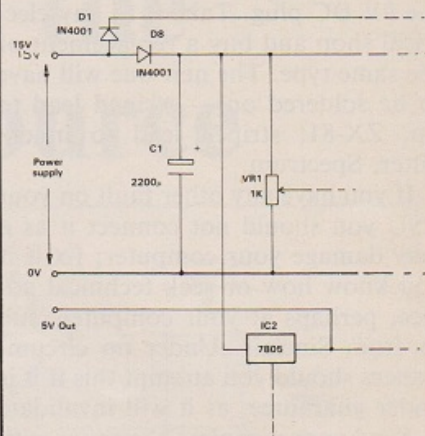 D1
IN4001
D8
15V
15V
IN4001
C1
+
2200µ
Power
supply
VR1
1K
0V
5V Out
IC2
7805